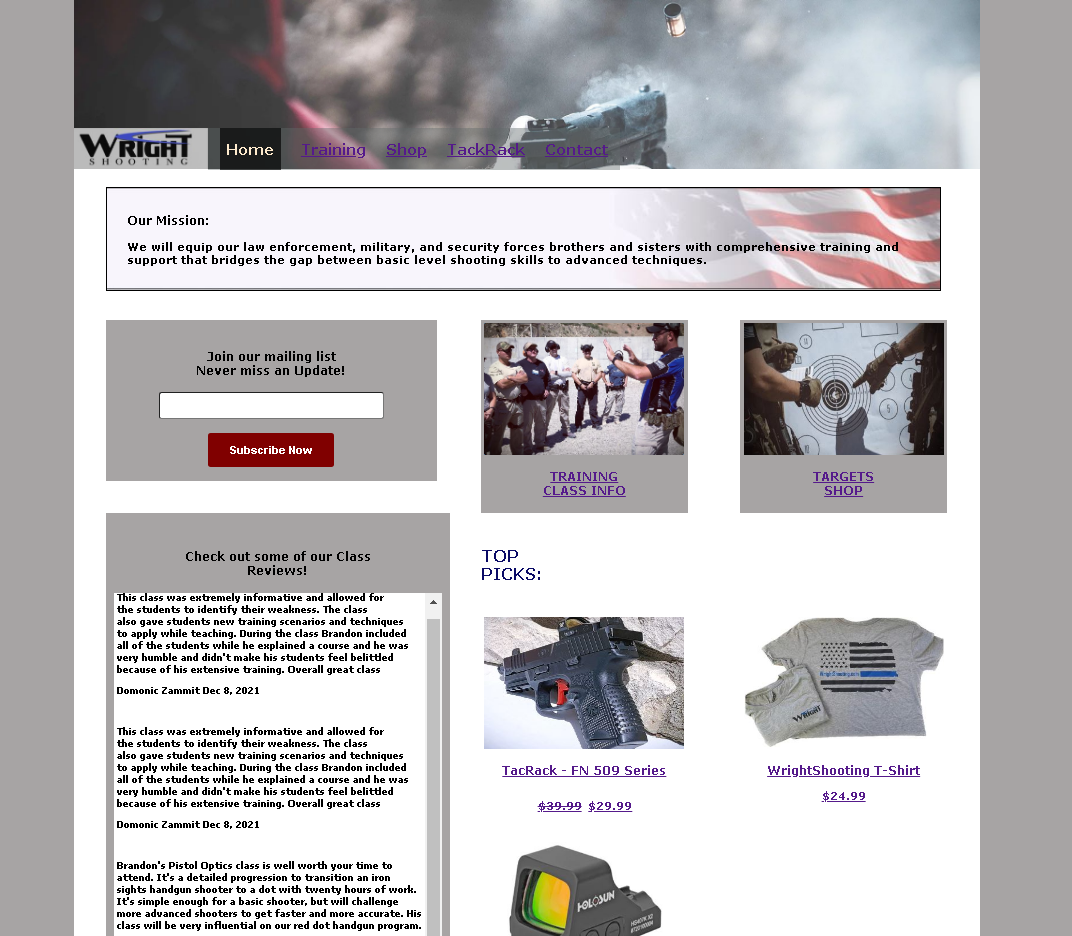 WRIGHT
SHOOTING
Home
Training
Shop
TackRack
Contact
Our Mission:
We will equip our law enforcement, military, and security forces brothers and sisters with comprehensive training and
support that bridges the gap between basic level shooting skills to advanced techniques.
Join our mailing list
Never miss an Update!
Subscribe Now
TRAINING
CLASS INFO
TARGETS
SHOP
Check out some of our Class
Reviews!
This class was extremely informative and allowed for
the students to identify their weakness. The class
also gave students new training scenarios and techniques
to apply while teaching. During the class Brandon included
all of the students while he explained a course and he was
very humble and didn't make his students feel belittled
because of his extensive training. Overall great class
Domonic Zammit Dec 8, 2021
This class was extremely informative and allowed for
the students to identify their weakness. The class
also gave students new training scenarios and techniques
to apply while teaching. During the class Brandon included
all of the students while he explained a course and he was
very humble and didn't make his students feel belittled
because of his extensive training. Overall great class
Domonic Zammit Dec 8, 2021
Brandon's Pistol Optics class is well worth your time to
attend. It's a detailed progression to transition an iron
sights handgun shooter to a dot with twenty hours of work.
It's simple enough for a basic shooter, but will challenge
more advanced shooters to get faster and more accurate. His
class will be very influential on our red dot handgun program.
TOP
PICKS:
TacRack - FN 509 Series
$39.99 $29.99
WrightShooting.com
WRIGHT
WrightShooting T-Shirt
$24.99
HOLOSUN